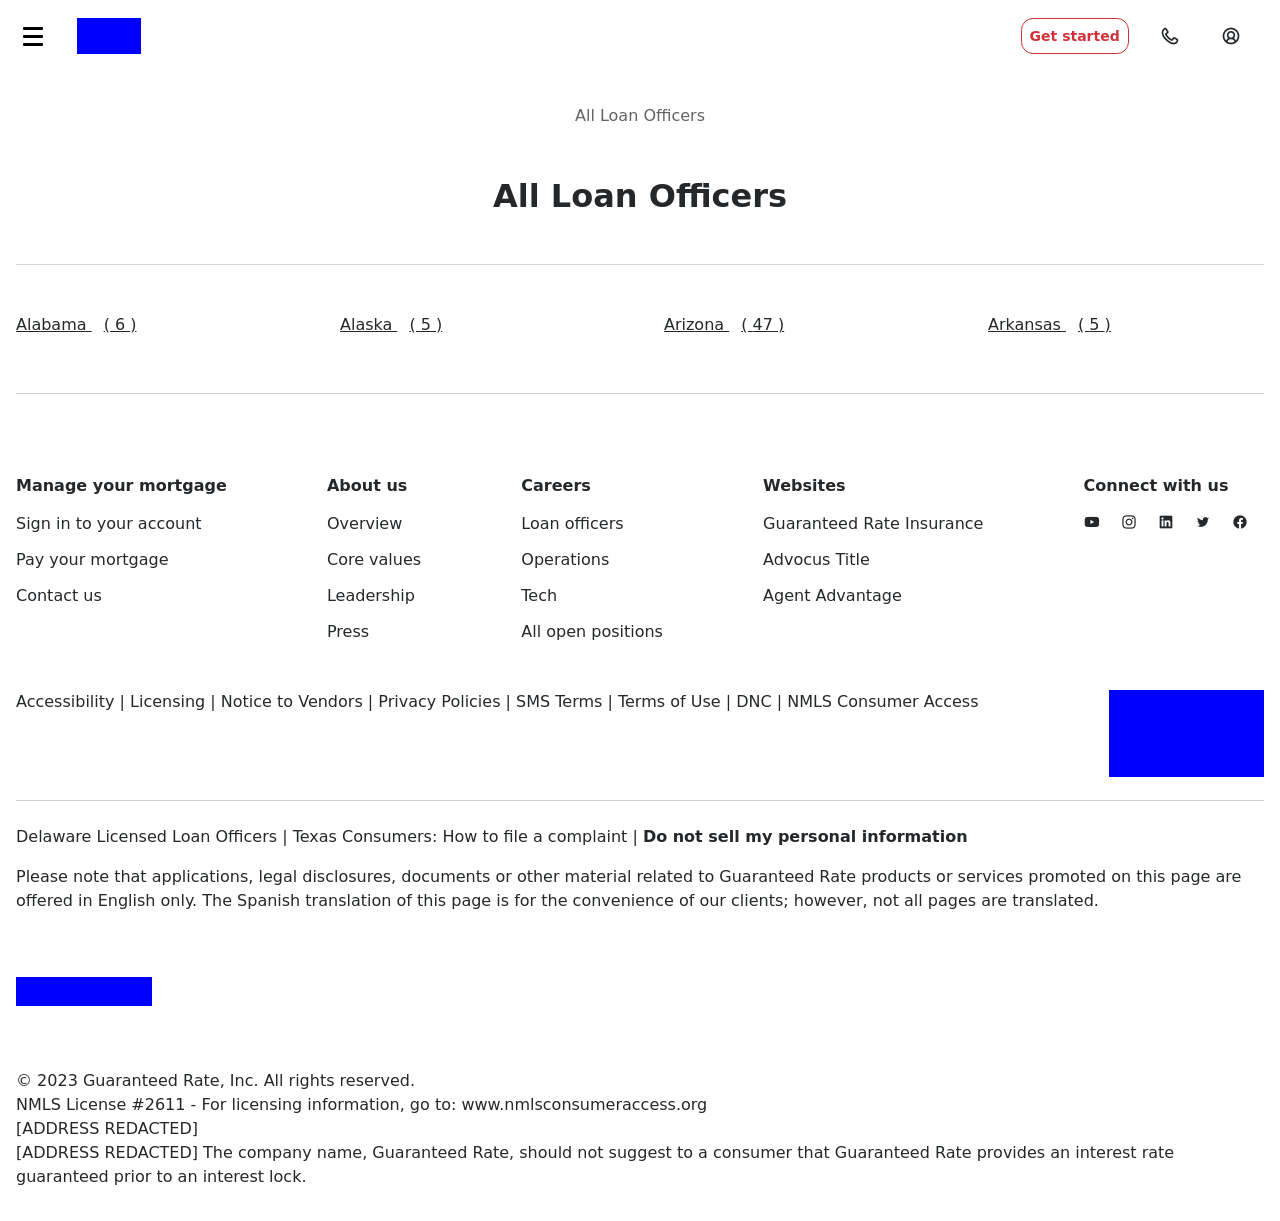 Get started
All Loan Officers
All Loan Officers
Alabama ( 6 )
Alaska ( 5 )
Arizona ( 47 )
Arkansas ( 5 )
Manage your mortgage
Sign in to your account
Pay your mortgage
Contact us
About us
Overview
Core values
Leadership
Press
Careers
Loan officers
Operations
Tech
All open positions
Websites
Guaranteed Rate Insurance
Advocus Title
Agent Advantage
Connect with us
Accessibility | Licensing | Notice to Vendors | Privacy Policies | SMS Terms | Terms of Use | DNC | NMLS Consumer Access
Delaware Licensed Loan Officers | Texas Consumers: How to file a complaint | Do not sell my personal information
Please note that applications, legal disclosures, documents or other material related to Guaranteed Rate products or services promoted on this page are
offered in English only. The Spanish translation of this page is for the convenience of our clients; however, not all pages are translated.
© 2023 Guaranteed Rate, Inc. All rights reserved.
NMLS License #2611 - For licensing information, go to: www.nmlsconsumeraccess.org
[ADDRESS REDACTED]
[ADDRESS REDACTED] The company name, Guaranteed Rate, should not suggest to a consumer that Guaranteed Rate provides an interest rate
guaranteed prior to an interest lock.